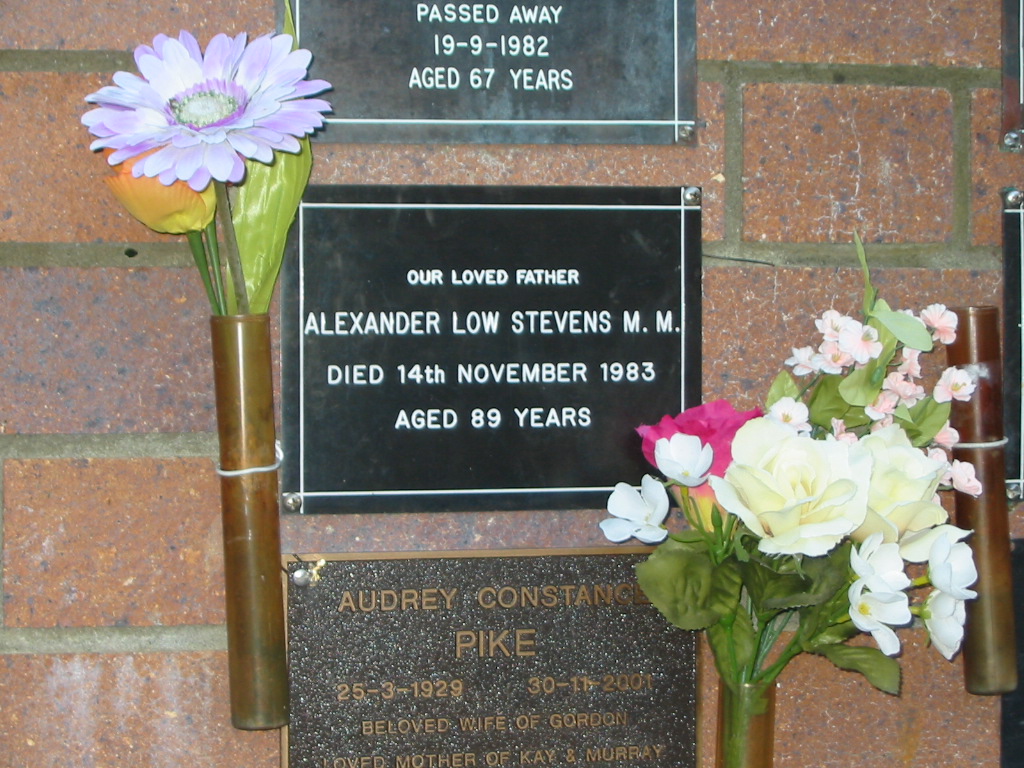 PASSED AWAY
19-9-1982
AGED 67 YEARS
OUR LOVED FATHER
ALEXANDER LOW STEVENS M. M.
DIED 14th NOVEMBER 1983
AGED 89 YEARS
AUDREY CONSTANCE
PIKE
25-3-1929 30-11-2001
BELOVED WIFE OF GORDON
LOVED MOTHER OF KAY & MURRAY